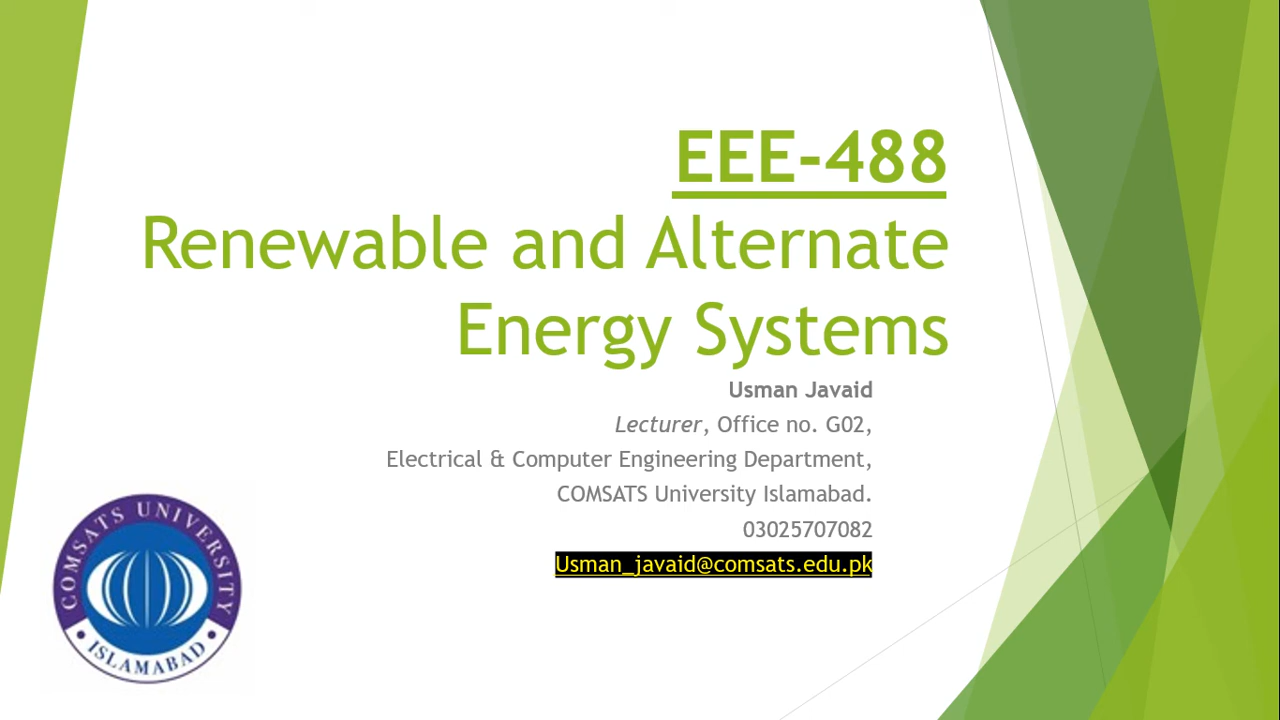 EEE-488
Renewable and Alternate
Energy Systems
Usman Javaid
Lecturer, Office no. G02,
Electrical & Computer Engineering Department,
COMSATS University Islamabad.
03025707082
Usman_javaid@comsats.edu.pk
COMSATS UNIVERSITY
ISLAMABAD